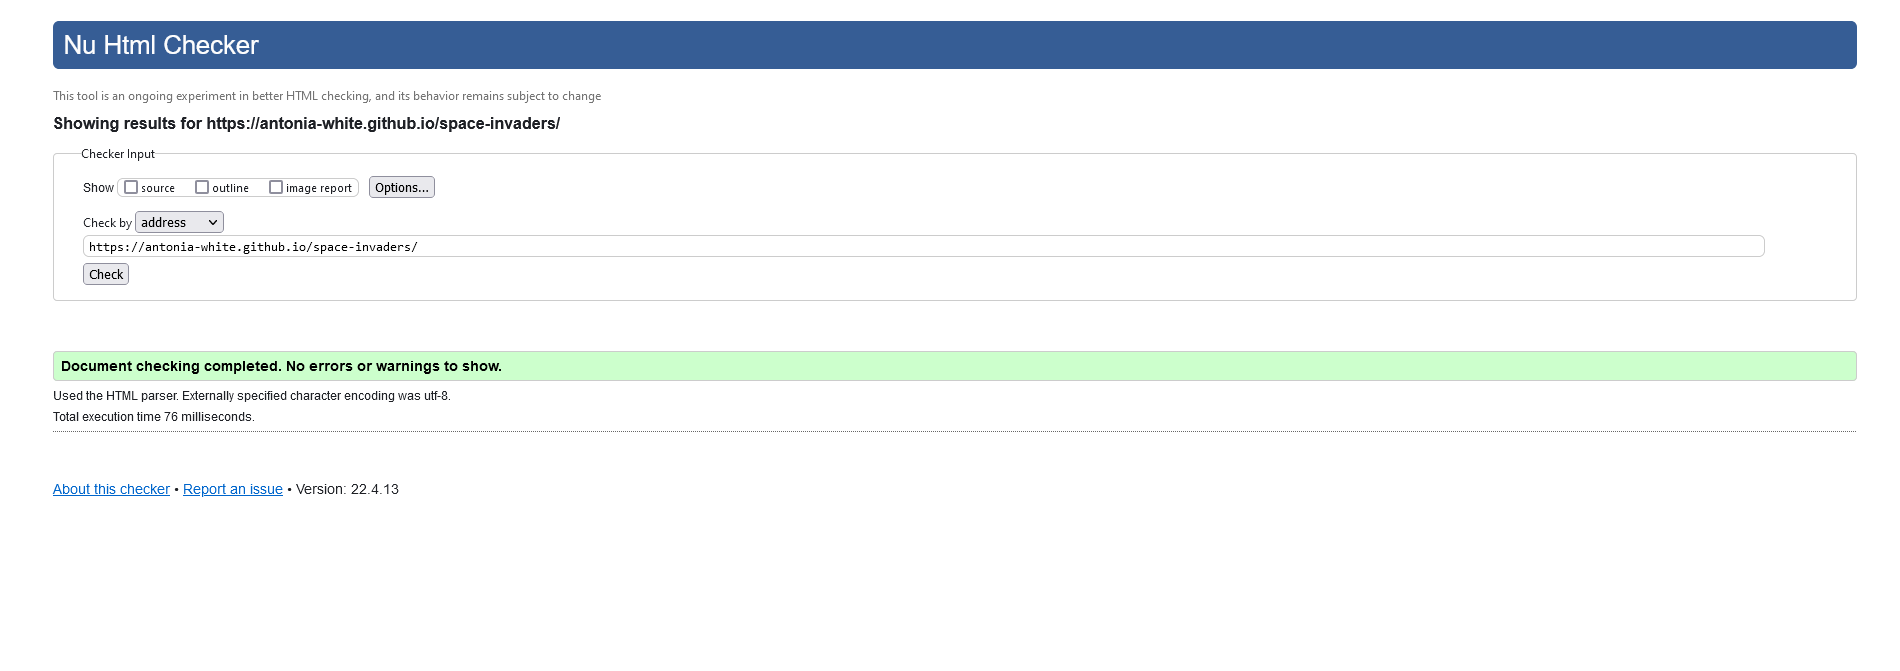 Nu Html Checker
This tool is an ongoing experiment in better HTML checking, and its behavior remains subject to change
Showing results for https://antonia-white.github.io/space-invaders/
Checker Input
Show source outline image report Options...
Check by address
https://antonia-white.github.io/space-invaders/
Check
Document checking completed. No errors or warnings to show.
Used the HTML parser. Externally specified character encoding was utf-8.
Total execution time 76 milliseconds.
About this checker • Report an issue • Version: 22.4.13